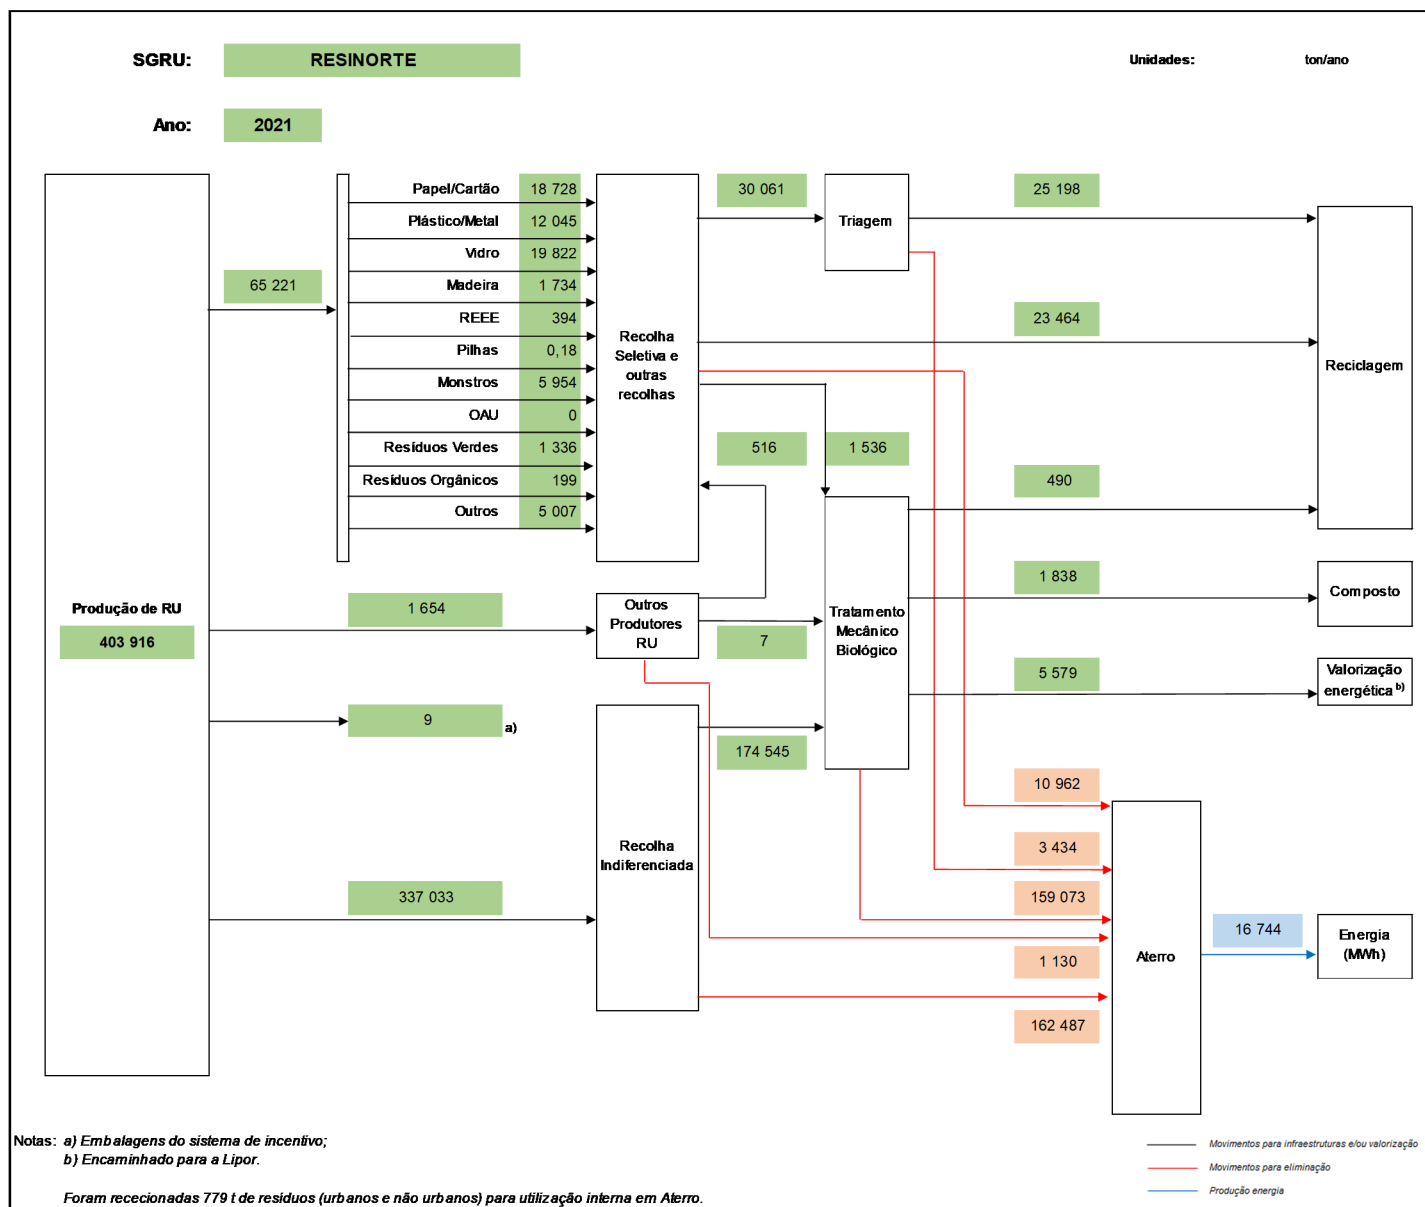 SGRU: RESINORTE Unidades: ton/ano
Ano: 2021
Papel/Cartão 18 728
Plástico/Metal 12 045
Vidro 19 822
Madeira 1 734
REEE 394
Pilhas 0,18
Monstros 5 954
OAU 0
Resíduos Verdes 1 336
Resíduos Orgânicos 199
Outros 5 007
65 221
Recolha
Seletiva e
outras
recolhas
30 061
Triagem
25 198
23 464
Reciclagem
516
1 536
490
Produção de RU
403 916
1 654
Outros
Produtores
RU
7
Tratamento
Mecânico
Biológico
1 838
Composto
5 579
Valorização
energética b)
9 a)
174 545
Recolha
Indiferenciada
337 033
10 962
3 434
159 073
1 130
162 487
Aterro
16 744
Energia
(MWh)
Notas: a) Embalagens do sistema de incentivo;
b) Encaminhado para a Lipor.
Foram rececionadas 779 t de resíduos (urbanos e não urbanos) para utilização interna em Aterro.
Movimentos para infraestruturas e/ou valorização
Movimentos para eliminação
Produção energia